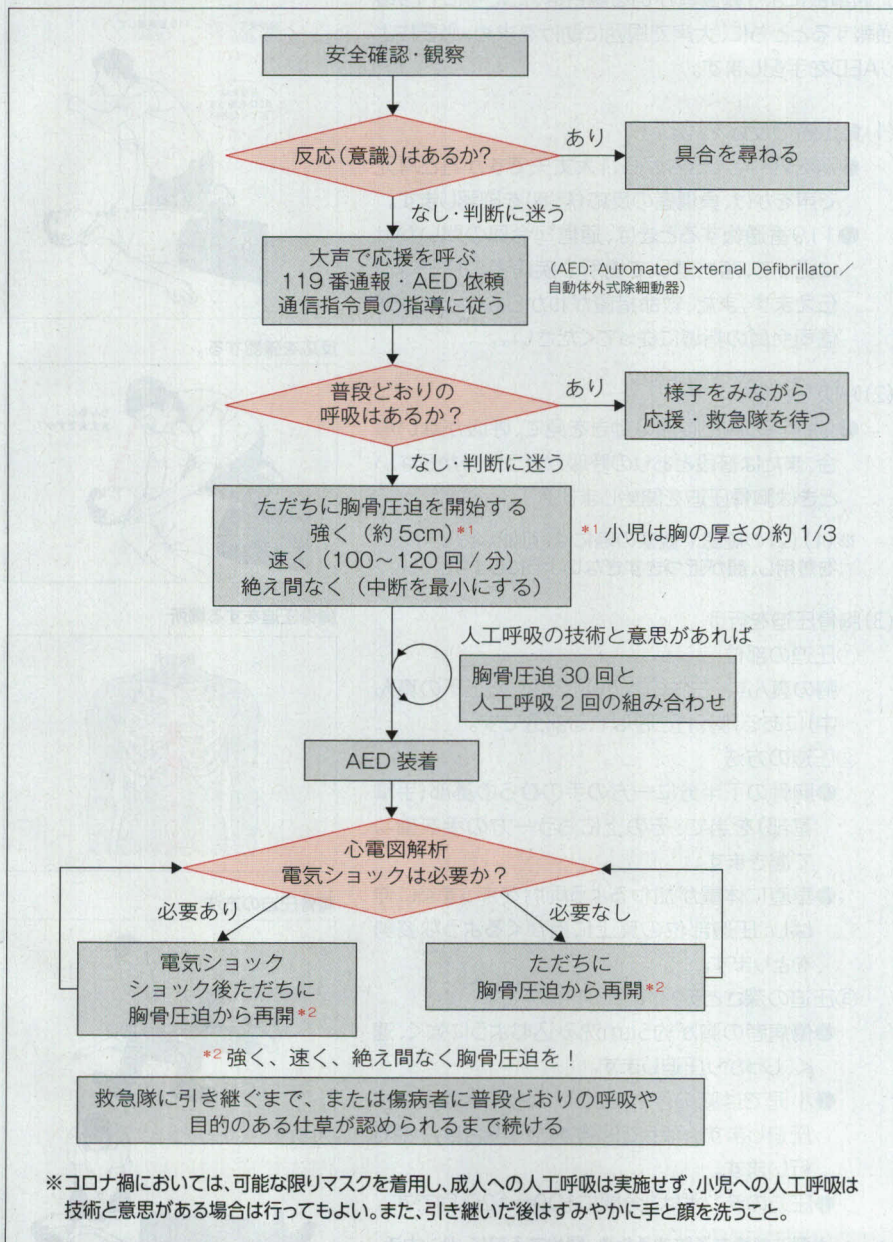 安全確認・観察
反応(意識)はあるか?
あり
具合を尋ねる
なし・判断に迷う
大声で応援を呼ぶ
119番通報・AED依頼
通信指令員の指導に従う
(AED: Automated External Defibrillator/
自動体外式除細動器)
普段どおりの
呼吸はあるか?
あり
様子をみながら
応援・救急隊を待つ
なし・判断に迷う
ただちに胸骨圧迫を開始する
強く(約5cm)*1
速く(100~120回/分)
絶え間なく(中断を最小にする)
*1 小児は胸の厚さの約1/3
人工呼吸の技術と意思があれば
胸骨圧迫30回と
人工呼吸2回の組み合わせ
AED装着
心電図解析
電気ショックは必要か?
必要あり
必要なし
電気ショック
ショック後ただちに
胸骨圧迫から再開*2
ただちに
胸骨圧迫から再開*2
*2 強く、速く、絶え間なく胸骨圧迫を!
救急隊に引き継ぐまで、または傷病者に普段どおりの呼吸や
目的のある仕草が認められるまで続ける
※コロナ禍においては、可能な限りマスクを着用し、成人への人工呼吸は実施せず、小児への人工呼吸は
技術と意思がある場合は行ってもよい。また、引き継いだ後はすみやかに手と顔を洗うこと。